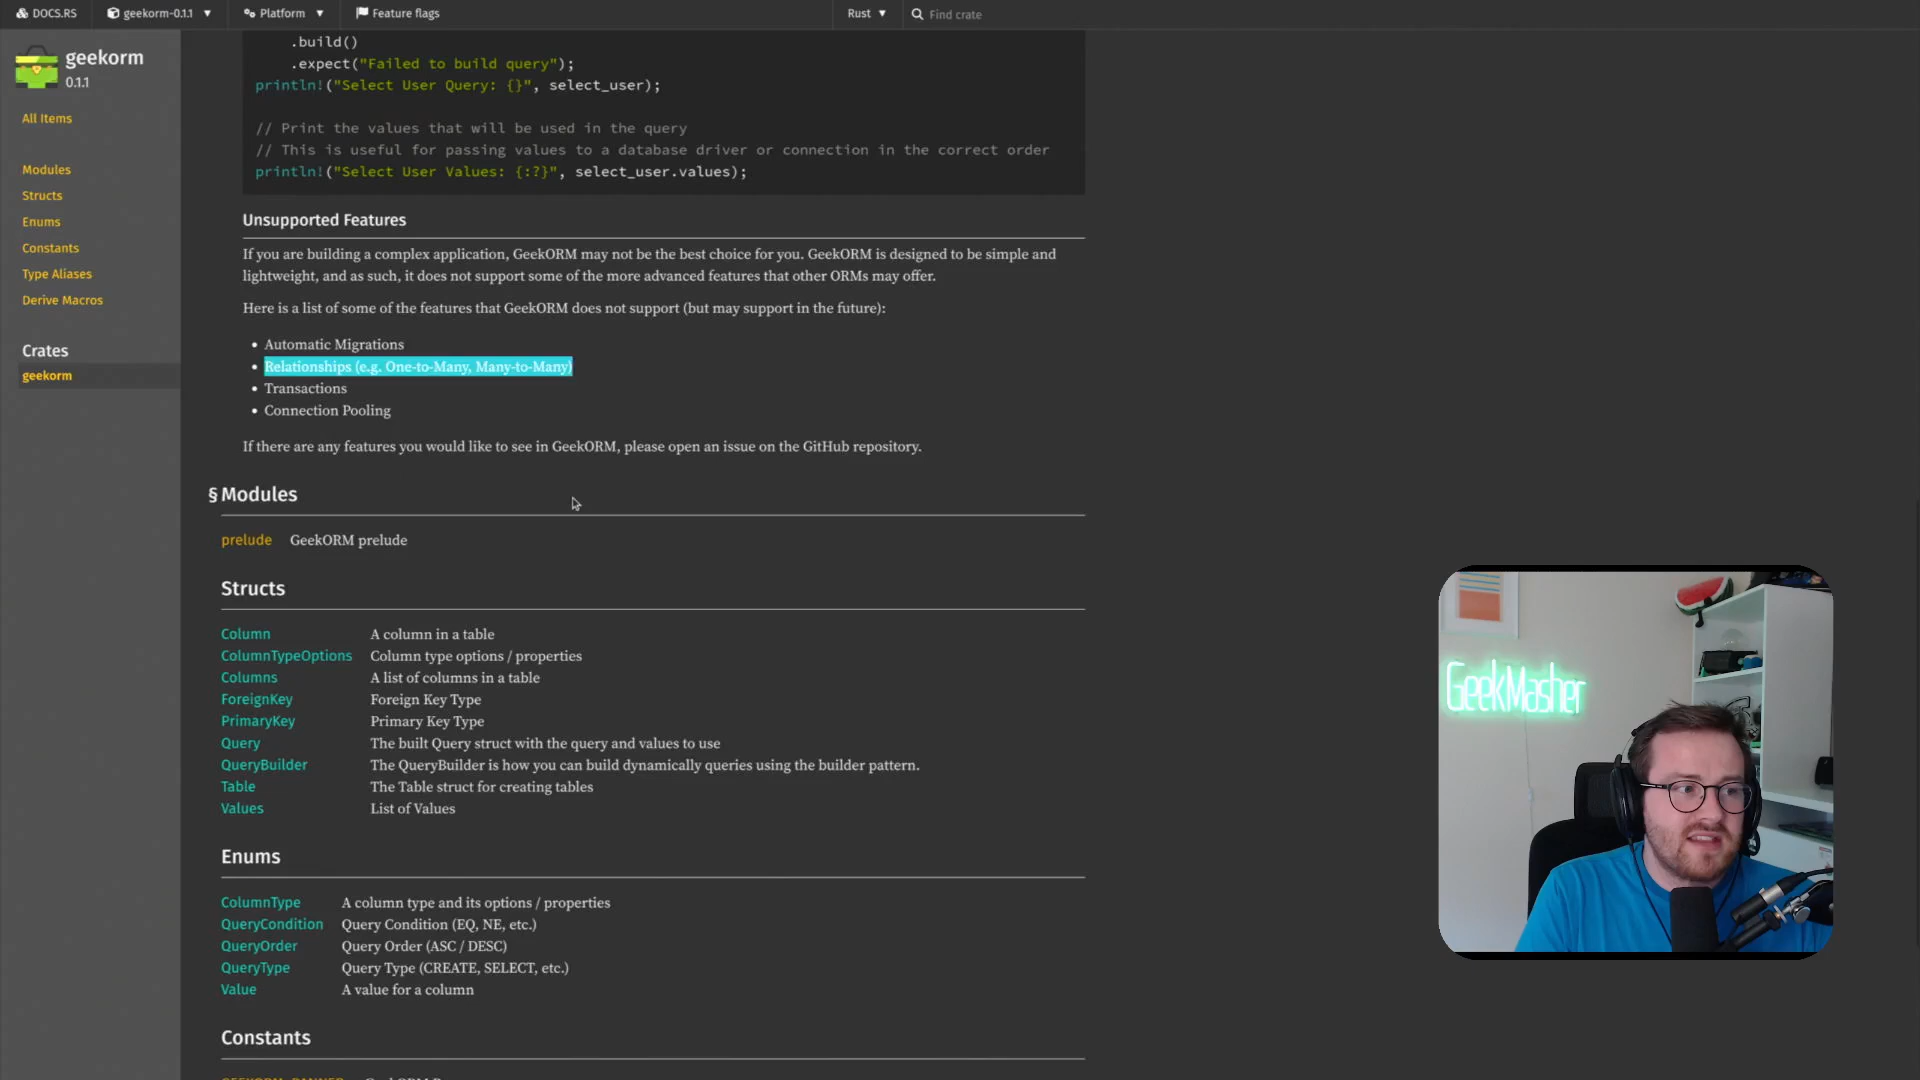 DOCS.RS
geekorm-0.1.1
Platform
Feature flags
Rust
Find crate
geekorm
0.1.1
All Items
Modules
Structs
Enums
Constants
Type Aliases
Derive Macros
Crates
geekorm
.build()
.expect("Failed to build query");
println!("Select User Query: {}", select_user);
// Print the values that will be used in the query
// This is useful for passing values to a database driver or connection in the correct order
println!("Select User Values: {:?}", select_user.values);
Unsupported Features
If you are building a complex application, GeekORM may not be the best choice for you. GeekORM is designed to be simple and
lightweight, and as such, it does not support some of the more advanced features that other ORMs may offer.
Here is a list of some of the features that GeekORM does not support (but may support in the future):
• Automatic Migrations
• Relationships (e.g. One-to-Many, Many-to-Many)
• Transactions
• Connection Pooling
If there are any features you would like to see in GeekORM, please open an issue on the GitHub repository.
§ Modules
prelude GeekORM prelude
Structs
Column A column in a table
ColumnTypeOptions Column type options / properties
Columns A list of columns in a table
ForeignKey Foreign Key Type
PrimaryKey Primary Key Type
Query The built Query struct with the query and values to use
QueryBuilder The QueryBuilder is how you can build dynamically queries using the builder pattern.
Table The Table struct for creating tables
Values List of Values
Enums
ColumnType A column type and its options / properties
QueryCondition Query Condition (EQ, NE, etc.)
QueryOrder Query Order (ASC / DESC)
QueryType Query Type (CREATE, SELECT, etc.)
Value A value for a column
Constants
GeekMasher